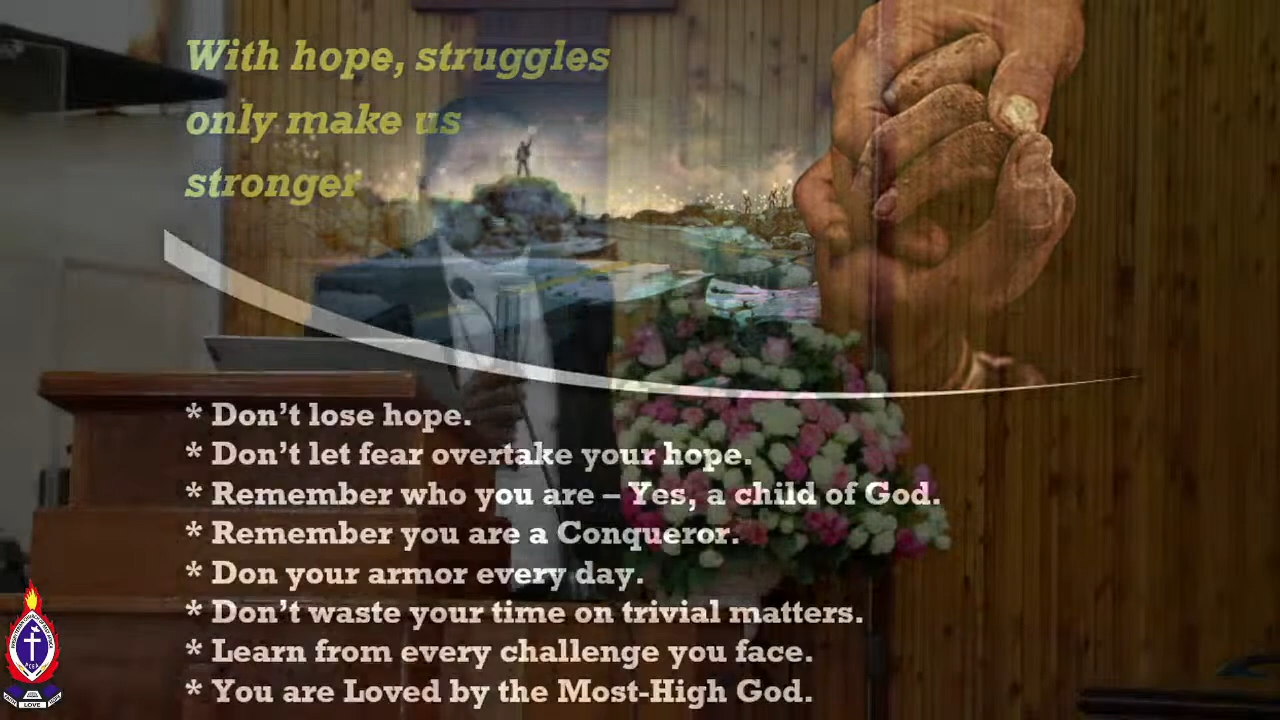 With hope, struggles
only make us
stronger
* Don’t lose hope.
* Don’t let fear overtake your hope.
* Remember who you are – Yes, a child of God.
* Remember you are a Conqueror.
* Don your armor every day.
* Don’t waste your time on trivial matters.
* Learn from every challenge you face.
* You are Loved by the Most-High God.
LOVE